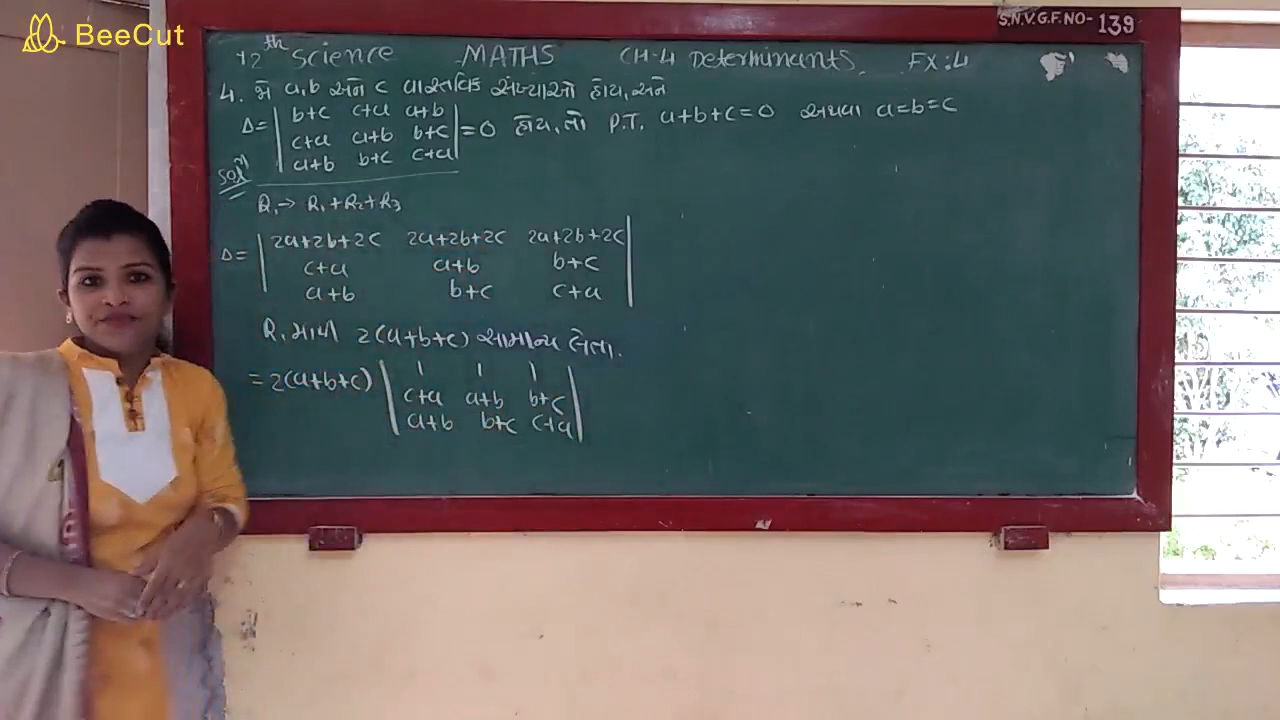 BeeCut
S.N.V.G.F.NO- 139
12th Science MATHS CH-4 Determinants. EX:4
4. જો a,b અને c વાસ્તવિક સંખ્યાઓ હોય, અને
Δ= | b+c c+a a+b |
| c+a a+b b+c | =0 હોય, તો P.T. a+b+c=0 અથવા a=b=c
| a+b b+c c+a |
Solⁿ
R₁→ R₁+R₂+R₃
| 2a+2b+2c 2a+2b+2c 2a+2b+2c |
Δ= | c+a a+b b+c |
| a+b b+c c+a |
R₁ માંથી 2(a+b+c) સામાન્ય લેતા.
| 1 1 1 |
= 2(a+b+c) | c+a a+b b+c |
| a+b b+c c+a |